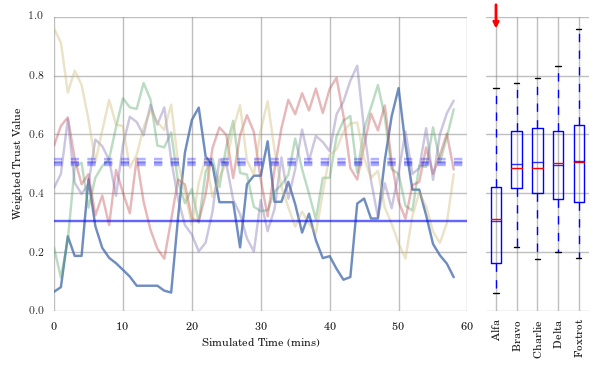 Weighted Trust Value
1.0
0.8
0.6
0.4
0.2
0.0
0 10 20 30 40 50 60
Simulated Time (mins)
Alfa
Bravo
Charlie
Delta
Foxtrot